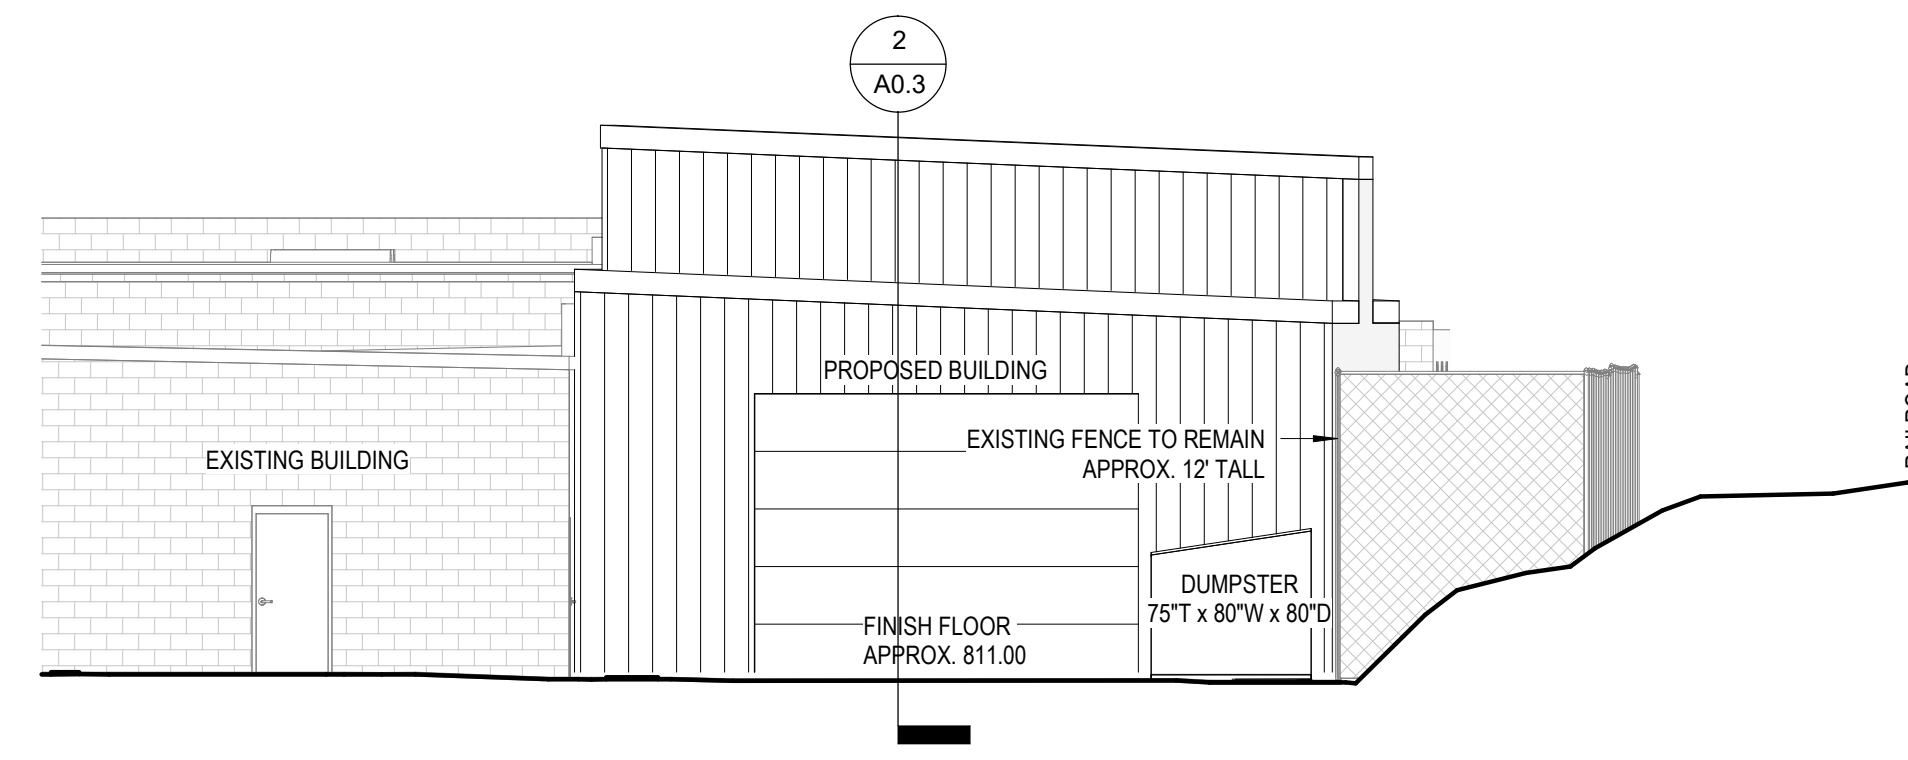 2
A0.3
PROPOSED BUILDING
EXISTING FENCE TO REMAIN
APPROX. 12' TALL
EXISTING BUILDING
DUMPSTER
75"T x 80"W x 80"D
FINISH FLOOR
APPROX. 811.00